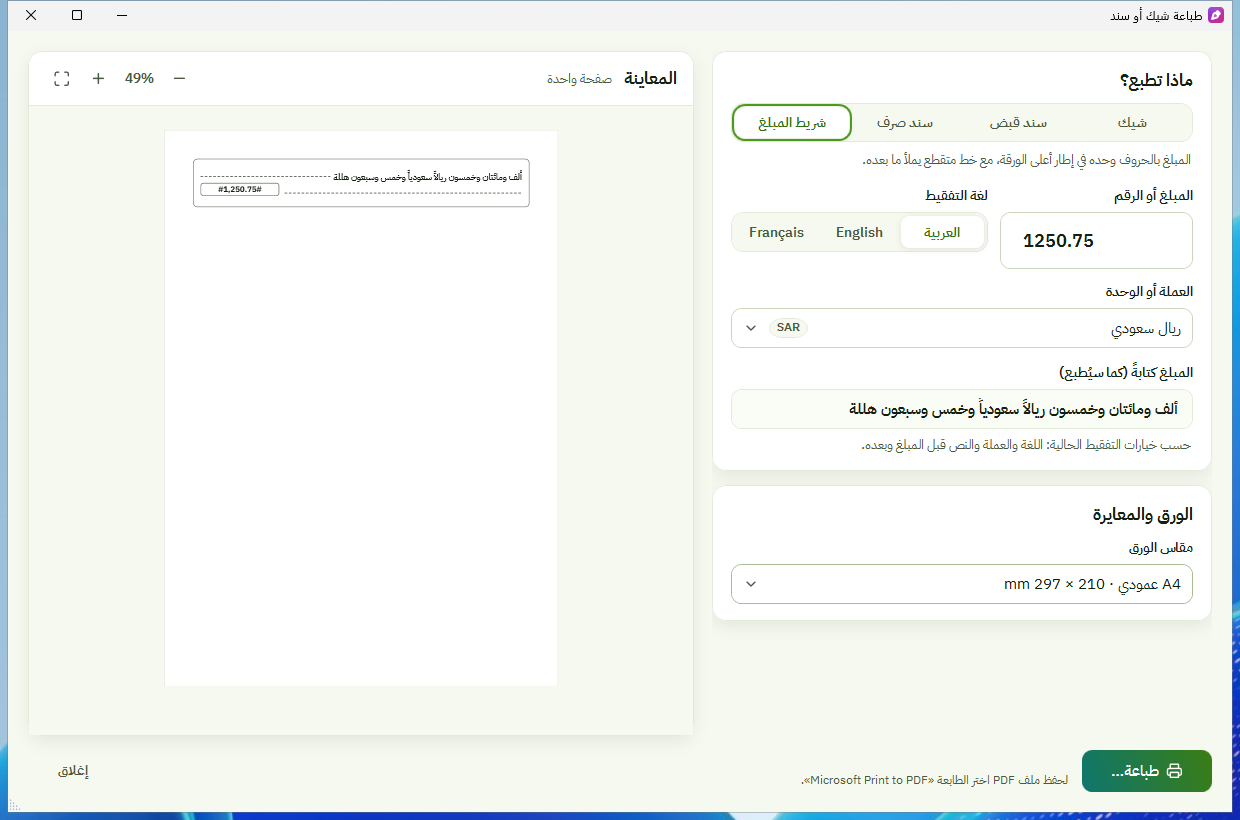 طباعة شيك أو سند
ماذا تطبع؟
شيك
سند قبض
سند صرف
شريط المبلغ
المبلغ بالحروف وحده في إطار أعلى الورقة، مع خط متقطع يملأ ما بعده.
المبلغ أو الرقم
لغة التفقيط
1250.75
العربية
English
Français
العملة أو الوحدة
ريال سعودي
SAR
المبلغ كتابةً (كما سيُطبع)
ألف ومائتان وخمسون ريالاً سعودياً وخمس وسبعون هللة
حسب خيارات التفقيط الحالية: اللغة والعملة والنص قبل المبلغ وبعده.
الورق والمعايرة
مقاس الورق
A4 عمودي · 210 × 297 mm
طباعة...
لحفظ ملف PDF اختر الطابعة «Microsoft Print to PDF».
المعاينة
صفحة واحدة
49%
ألف ومائتان وخمسون ريالاً سعودياً وخمس وسبعون هللة
#1,250.75#
إغلاق